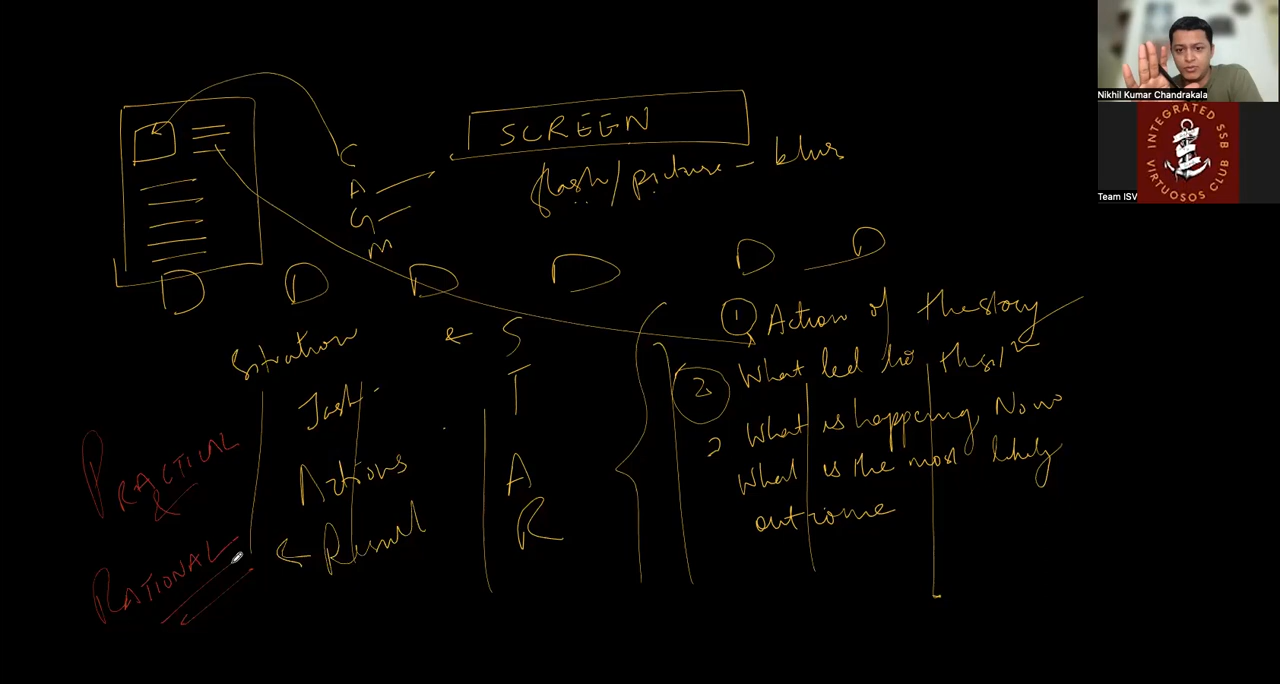 SCREEN
flash/picture - blur
C
A
G
M
D D D D D D
S
T
A
R
Situation
Task
Actions
Result
PRACTICAL
&
RATIONAL
1 Action of the story
2 What led to this/
What is happening Now
What is the most likely
outcome
Nikhil Kumar Chandrakala
INTEGRATED SSB
VIRTUOSOS CLUB
Team ISV